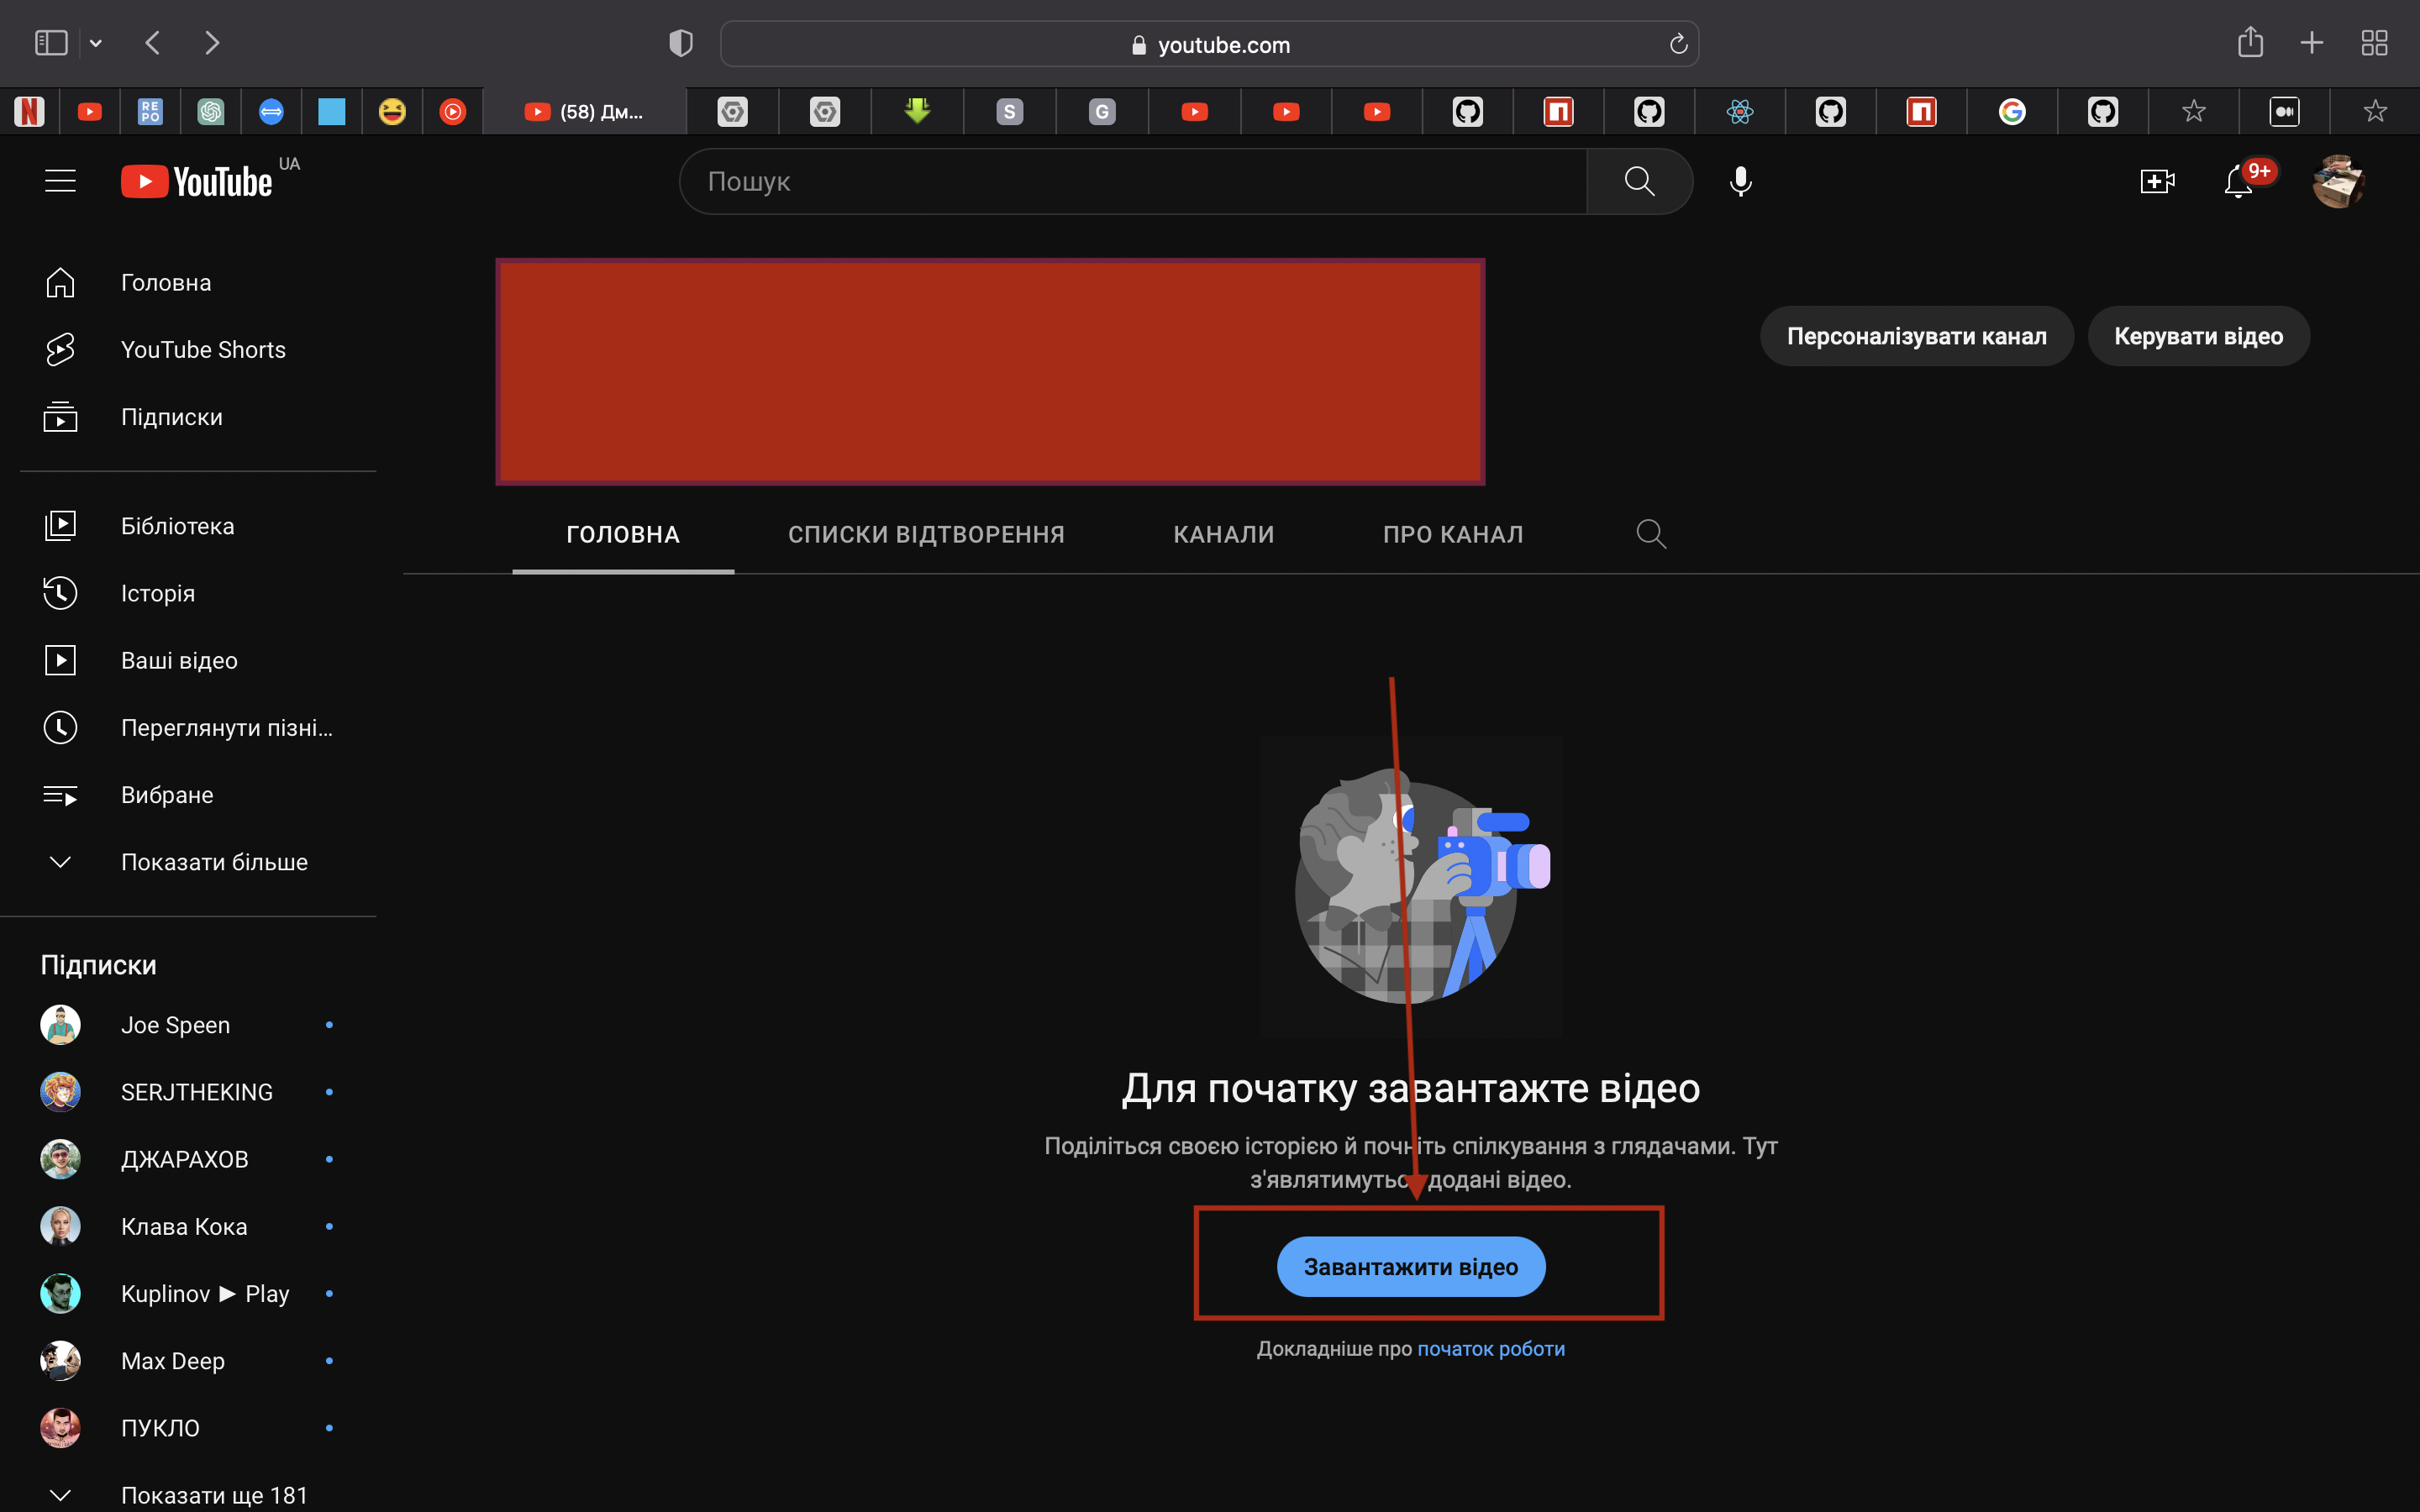 youtube.com
N
RE
PO
(58) Дм...
S
G
YouTube UA
Пошук
9+
Головна
YouTube Shorts
Підписки
Персоналізувати канал
Керувати відео
ГОЛОВНА
СПИСКИ ВІДТВОРЕННЯ
КАНАЛИ
ПРО КАНАЛ
Бібліотека
Історія
Ваші відео
Переглянути пізні...
Вибране
Показати більше
Підписки
Joe Speen
SERJTHEKING
ДЖАРАХОВ
Клава Кока
Kuplinov ► Play
Max Deep
ПУКЛО
Показати ще 181
Для початку завантажте відео
Поділіться своєю історією й почніть спілкування з глядачами. Тут
з'являтимуться додані відео.
Завантажити відео
Докладніше про початок роботи